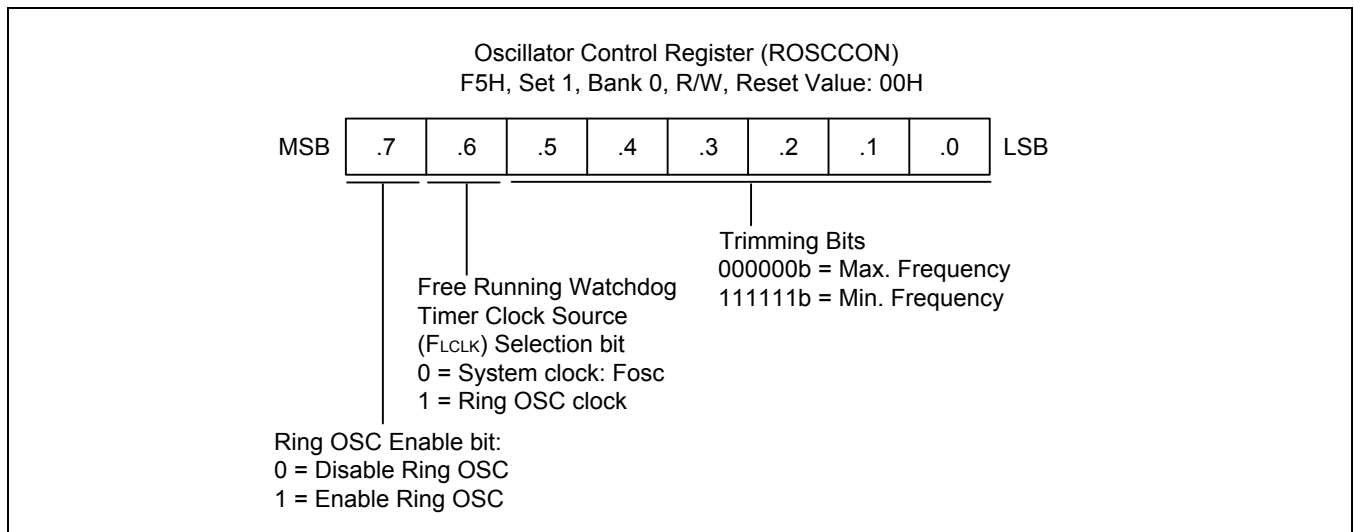 Oscillator Control Register (ROSCCON)
F5H, Set 1, Bank 0, R/W, Reset Value: 00H
MSB .7 .6 .5 .4 .3 .2 .1 .0 LSB
Trimming Bits
000000b = Max. Frequency
111111b = Min. Frequency
Free Running Watchdog
Timer Clock Source
(FLCLK) Selection bit
0 = System clock: Fosc
1 = Ring OSC clock
Ring OSC Enable bit:
0 = Disable Ring OSC
1 = Enable Ring OSC